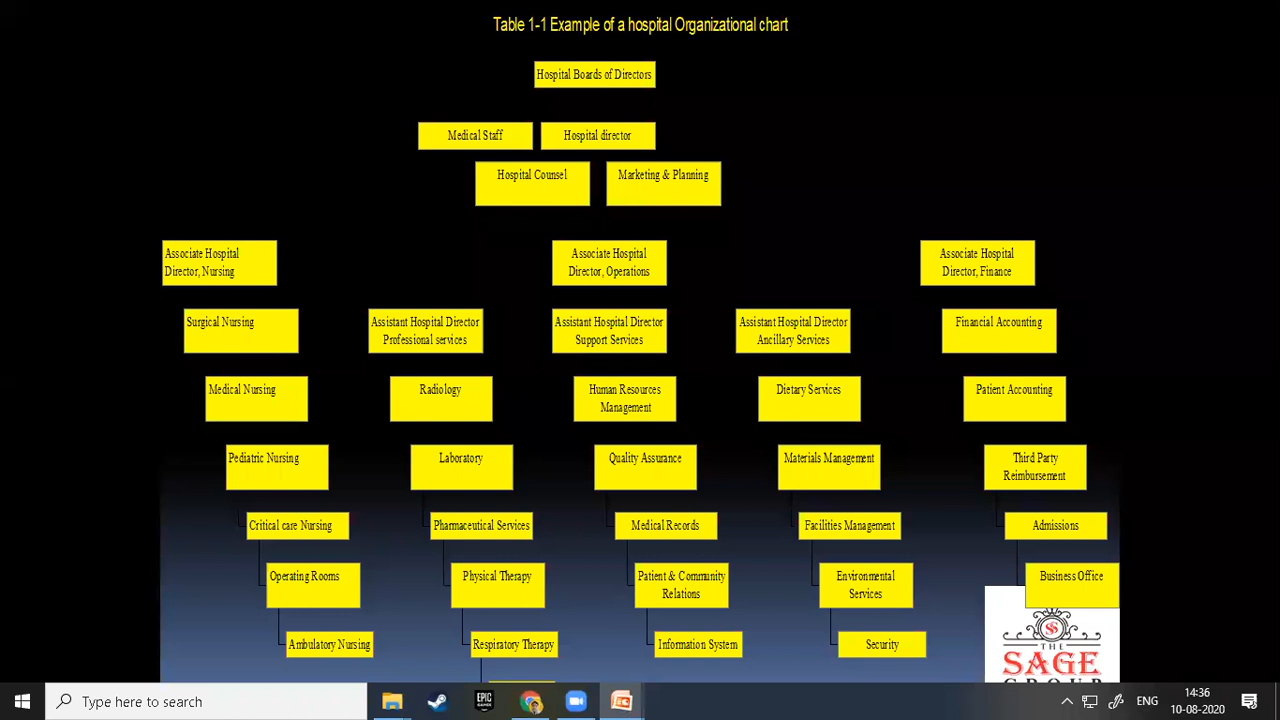 Table 1-1 Example of a hospital Organizational chart
Hospital Boards of Directors
Medical Staff
Hospital director
Hospital Counsel
Marketing & Planning
Associate Hospital
Director, Nursing
Associate Hospital
Director, Operations
Associate Hospital
Director, Finance
Surgical Nursing
Assistant Hospital Director
Professional services
Assistant Hospital Director
Support Services
Assistant Hospital Director
Ancillary Services
Financial Accounting
Medical Nursing
Radiology
Human Resources
Management
Dietary Services
Patient Accounting
Pediatric Nursing
Laboratory
Quality Assurance
Materials Management
Third Party
Reimbursement
Critical care Nursing
Pharmaceutical Services
Medical Records
Facilities Management
Admissions
Operating Rooms
Physical Therapy
Patient & Community
Relations
Environmental
Services
Business Office
Ambulatory Nursing
Respiratory Therapy
Information System
Security
THE
SAGE
GROUP
Type here to search
EPIC
GAMES
ENG
14:36
10-08-2020